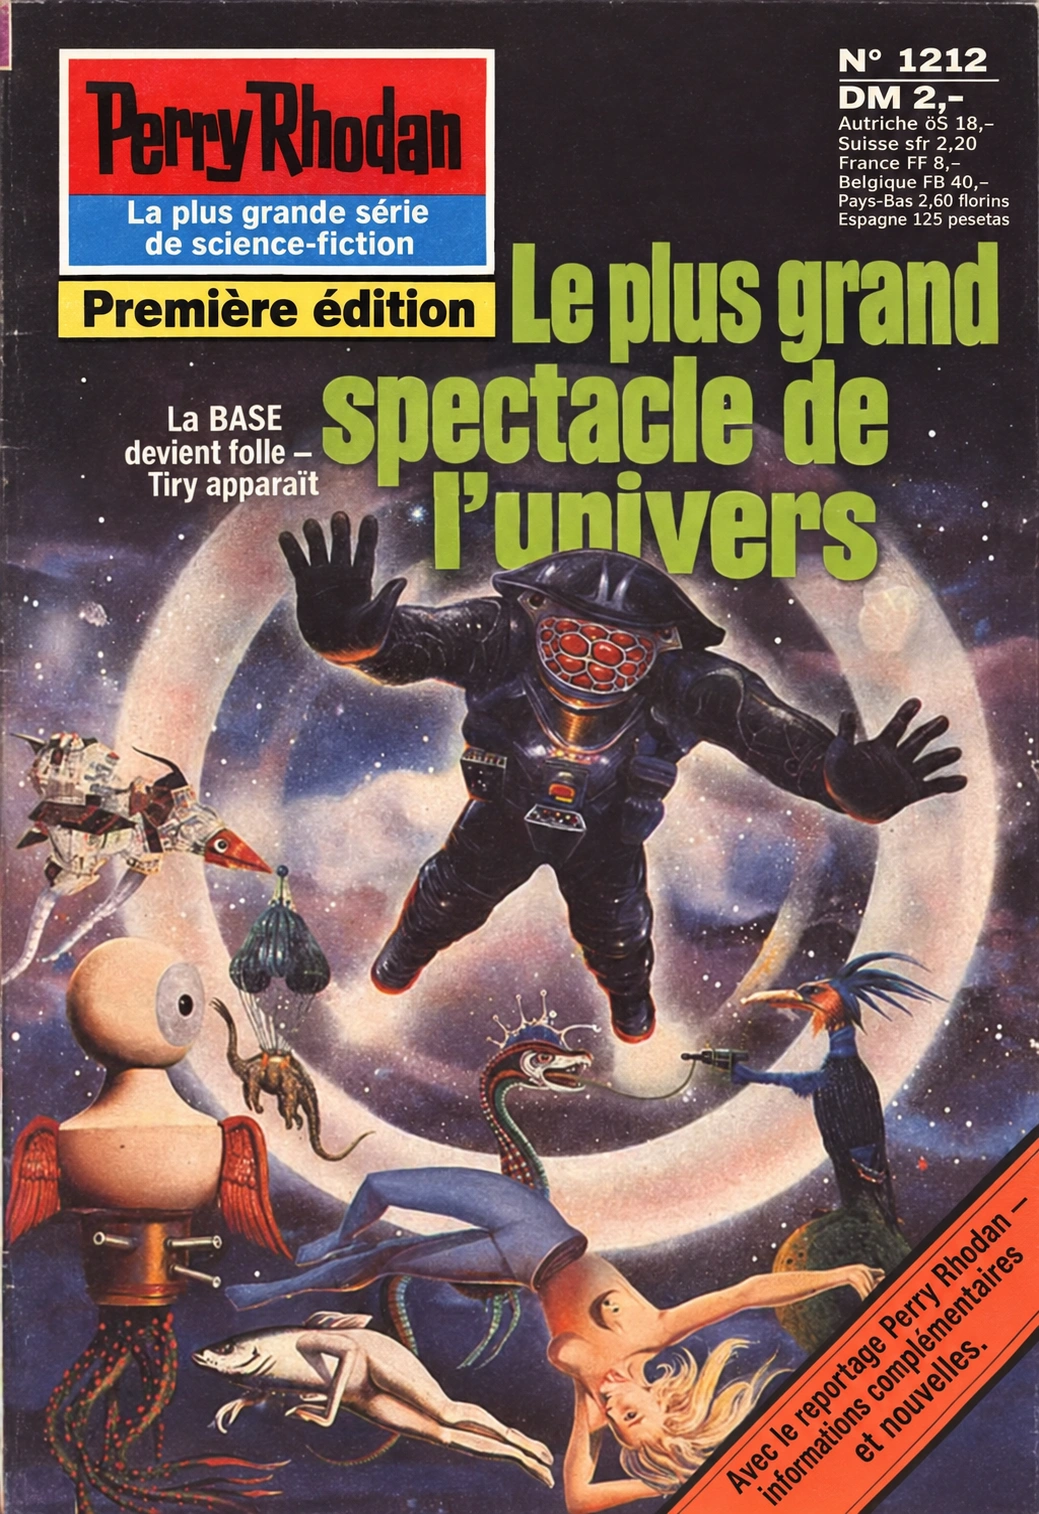 Perry Rhodan
La plus grande série
de science-fiction
Première édition
N° 1212
DM 2,–
Autriche öS 18,–
Suisse sfr 2,20
France FF 8,–
Belgique FB 40,–
Pays-Bas 2,60 florins
Espagne 125 pesetas
Le plus grand
spectacle de
l'univers
La BASE
devient folle –
Tiry apparaït
Avec le reportage Perry Rhodan –
informations complémentaires
et nouvelles.